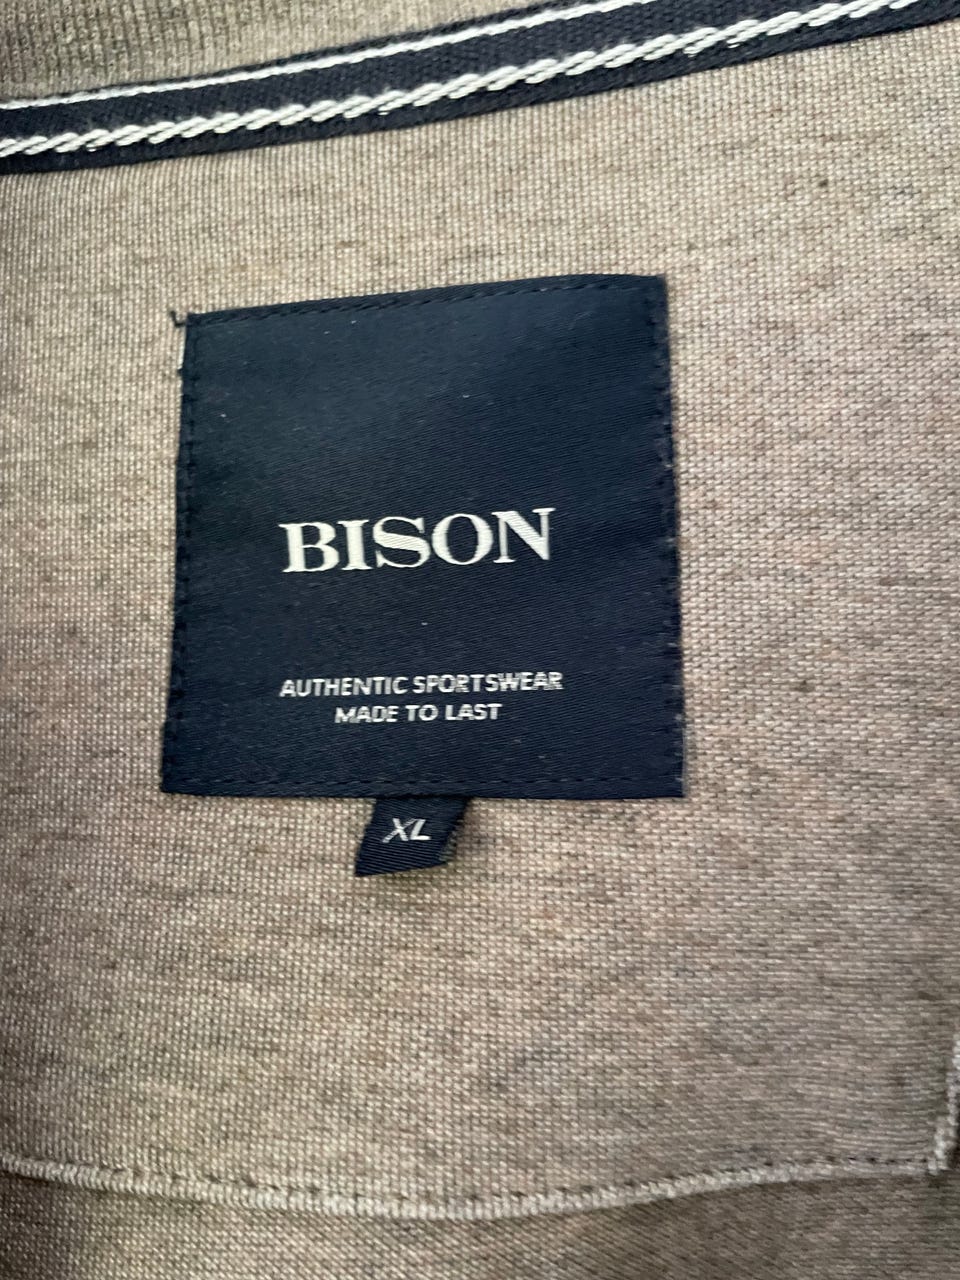 BISON
AUTHENTIC SPORTSWEAR
MADE TO LAST
XL